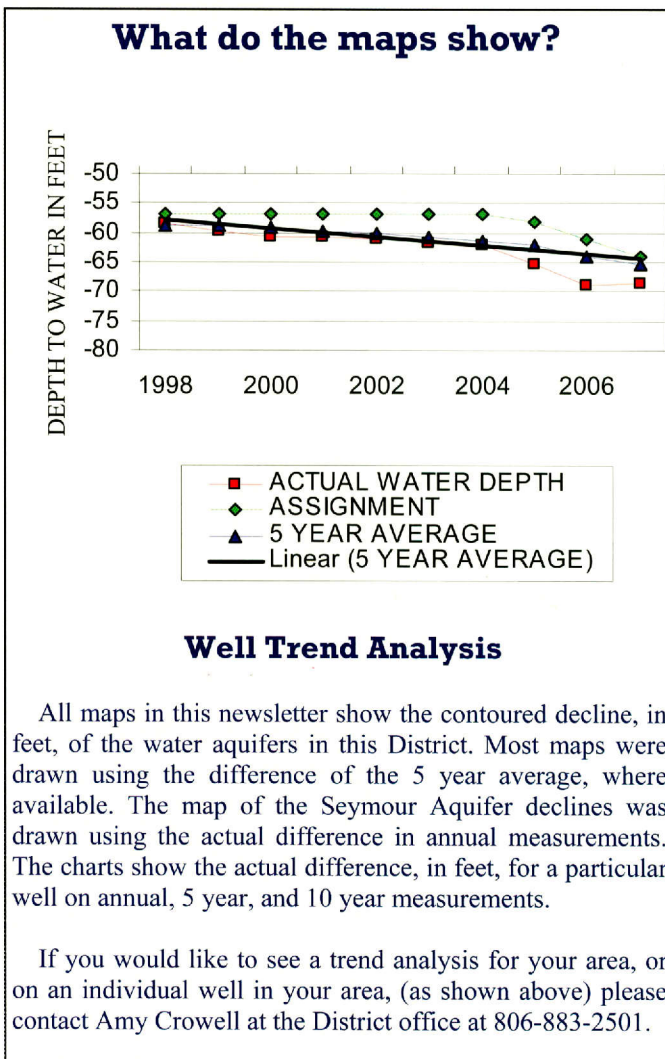 What do the maps show?
DEPTH TO WATER IN FEET
-50
-55
-60
-65
-70
-75
-80
1998 2000 2002 2004 2006
ACTUAL WATER DEPTH
ASSIGNMENT
5 YEAR AVERAGE
Linear (5 YEAR AVERAGE)
Well Trend Analysis
All maps in this newsletter show the contoured decline, in
feet, of the water aquifers in this District. Most maps were
drawn using the difference of the 5 year average, where
available. The map of the Seymour Aquifer declines was
drawn using the actual difference in annual measurements.
The charts show the actual difference, in feet, for a particular
well on annual, 5 year, and 10 year measurements.
If you would like to see a trend analysis for your area, or
on an individual well in your area, (as shown above) please
contact Amy Crowell at the District office at 806-883-2501.